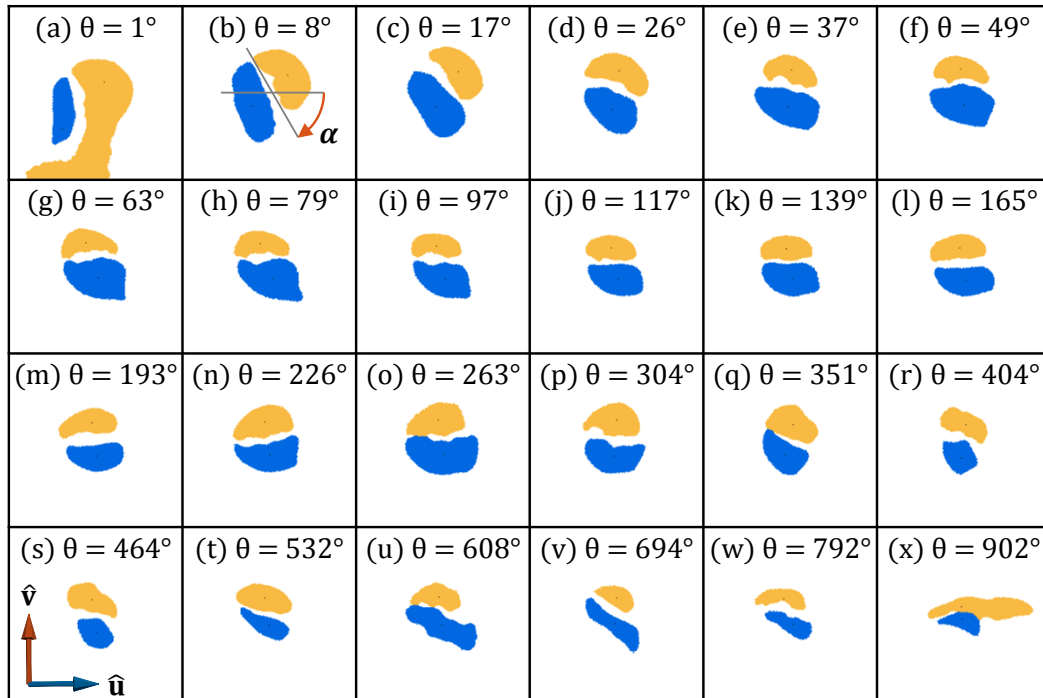 (a) θ = 1°
(b) θ = 8°
(c) θ = 17°
(d) θ = 26°
(e) θ = 37°
(f) θ = 49°
α
(g) θ = 63°
(h) θ = 79°
(i) θ = 97°
(j) θ = 117°
(k) θ = 139°
(l) θ = 165°
(m) θ = 193°
(n) θ = 226°
(o) θ = 263°
(p) θ = 304°
(q) θ = 351°
(r) θ = 404°
(s) θ = 464°
(t) θ = 532°
(u) θ = 608°
(v) θ = 694°
(w) θ = 792°
(x) θ = 902°
v̂
û